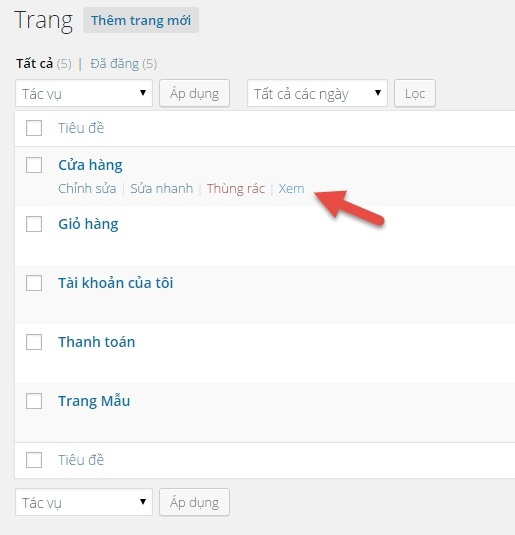 Trang Thêm trang mới
Tất cả (5) | Đã đăng (5)
Tác vụ Áp dụng Tất cả các ngày Lọc
Tiêu đề
Cửa hàng
Chỉnh sửa | Sửa nhanh | Thùng rác | Xem
Giỏ hàng
Tài khoản của tôi
Thanh toán
Trang Mẫu
Tiêu đề
Tác vụ Áp dụng